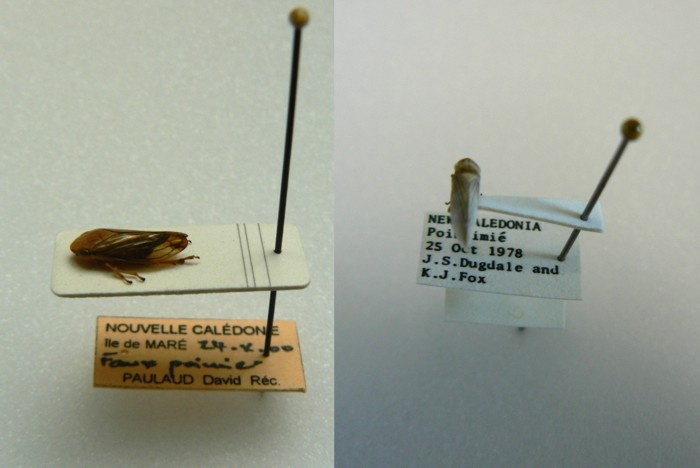 NOUVELLE CALÉDONIE
Ile de MARÉ 24.X.00
Faux poivrier
PAULAUD David Réc.
NEW CALEDONIA
25 Oct 1978
J.S.Dugdale and
K.J.Fox